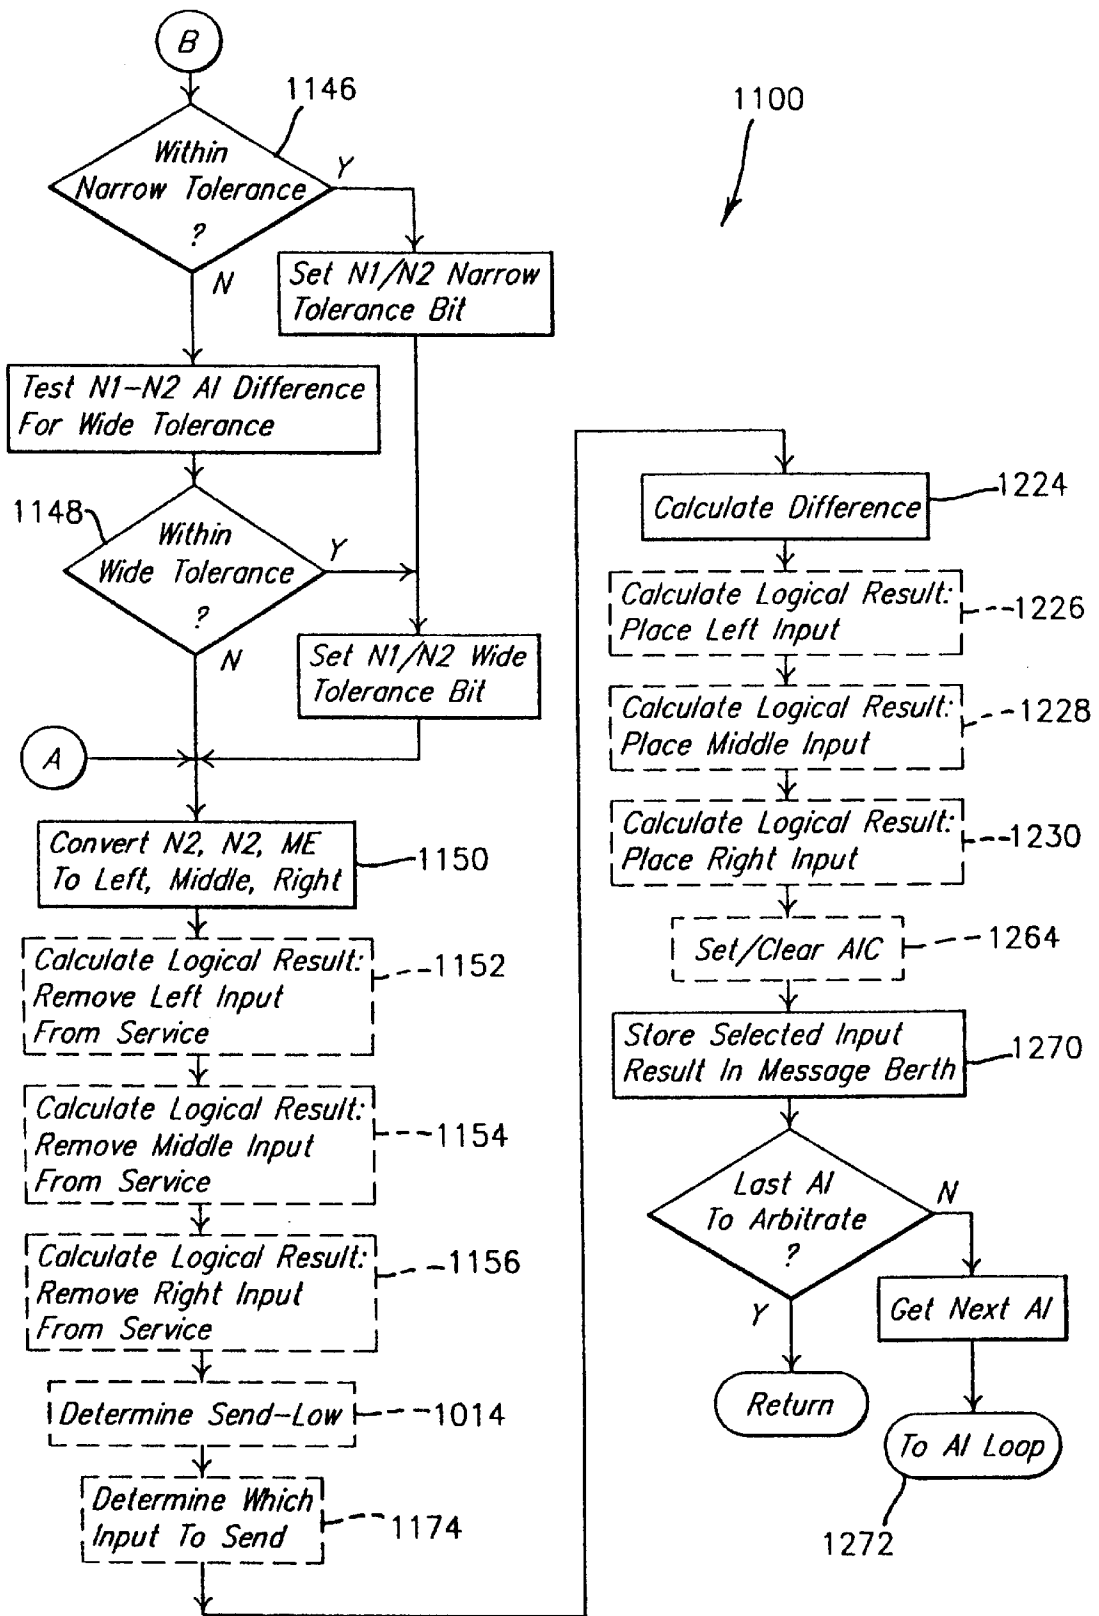 B
1146
1100
Within
Narrow Tolerance
?
Y
N
Set N1/N2 Narrow
Tolerance Bit
Test N1-N2 AI Difference
For Wide Tolerance
1148
Within
Wide Tolerance
?
Y
N
Set N1/N2 Wide
Tolerance Bit
A
Convert N2, N2, ME
To Left, Middle, Right
1150
Calculate Logical Result:
Remove Left Input
From Service
1152
Calculate Logical Result:
Remove Middle Input
From Service
1154
Calculate Logical Result:
Remove Right Input
From Service
1156
Determine Send-Low
1014
Determine Which
Input To Send
1174
Calculate Difference
1224
Calculate Logical Result:
Place Left Input
1226
Calculate Logical Result:
Place Middle Input
1228
Calculate Logical Result:
Place Right Input
1230
Set/Clear AIC
1264
Store Selected Input
Result In Message Berth
1270
Last AI
To Arbitrate
?
N
Y
Get Next AI
Return
To AI Loop
1272